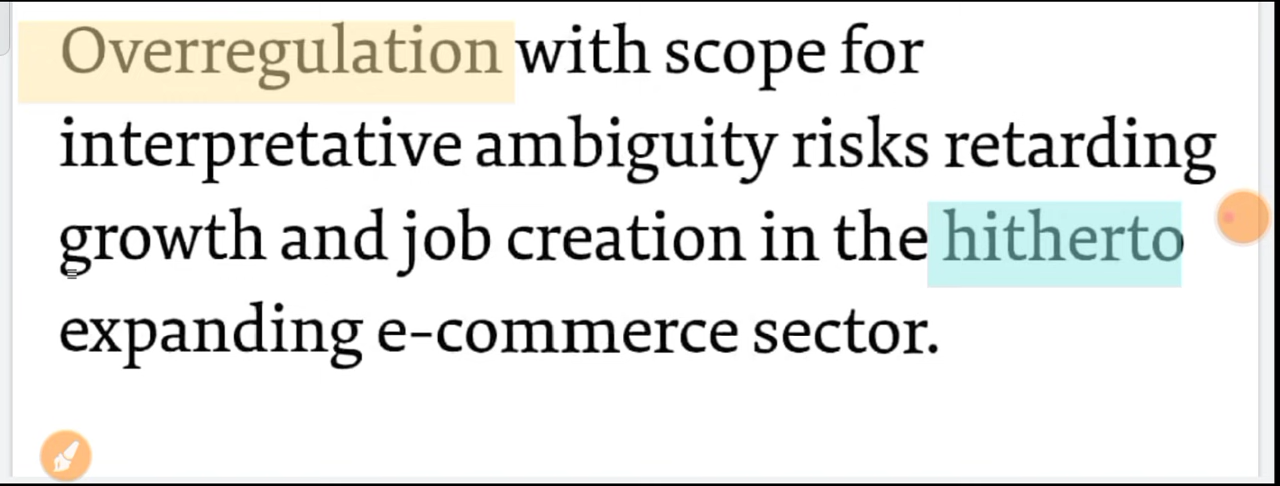 Overregulation with scope for
interpretative ambiguity risks retarding
growth and job creation in the hitherto
expanding e-commerce sector.